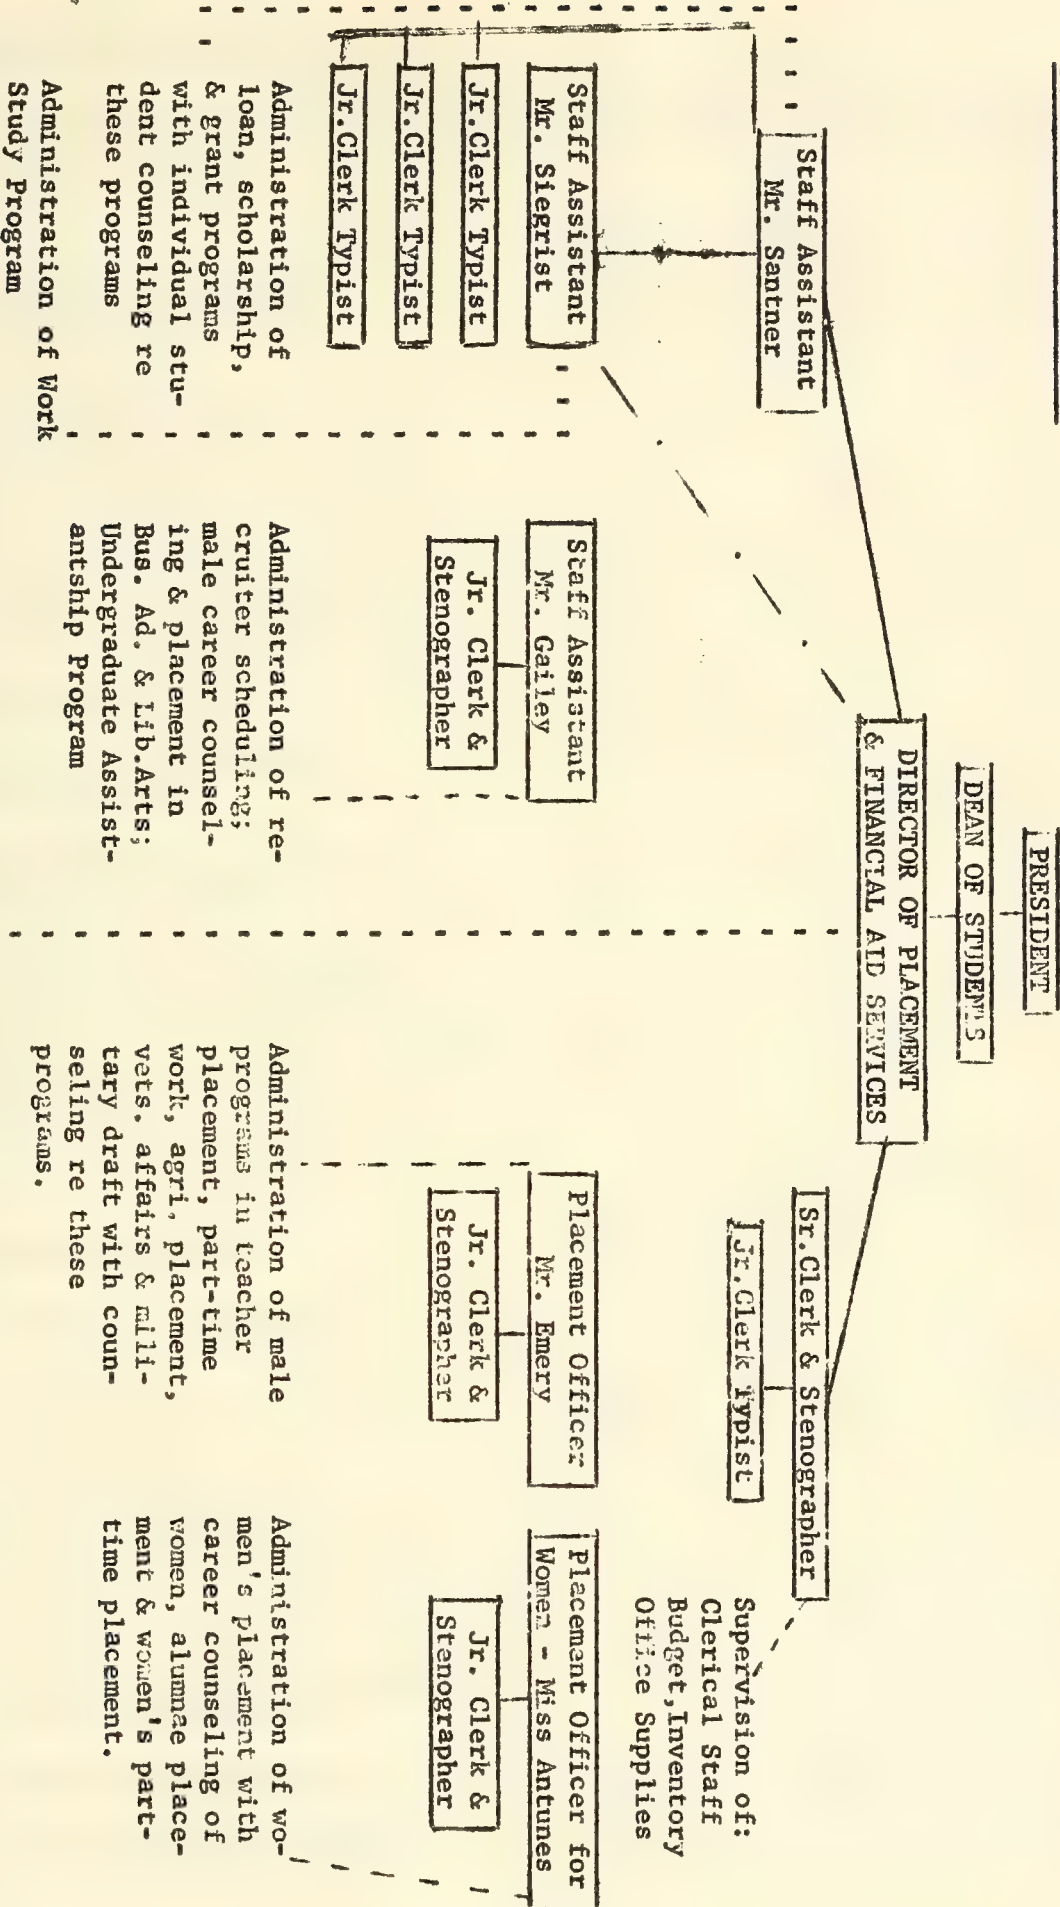 PRESIDENT
DEAN OF STUDENTS
DIRECTOR OF PLACEMENT
& FINANCIAL AID SERVICES
Staff Assistant
Mr. Santner
Sr.Clerk & Stenographer
Jr.Clerk Typist
Supervision of:
Clerical Staff
Budget,Inventory
Office Supplies
Staff Assistant
Mr. Siegrist
Jr.Clerk Typist
Jr.Clerk Typist
Jr.Clerk Typist
Administration of
loan, scholarship,
& grant programs
with individual stu-
dent counseling re
these programs
Administration of Work
Study Program
Staff Assistant
Mr. Gailey
Jr. Clerk &
Stenographer
Administration of re-
cruiter scheduling;
male career counsel-
ing & placement in
Bus. Ad. & Lib.Arts;
Undergraduate Assist-
antship Program
Placement Officer
Mr. Emery
Jr. Clerk &
Stenographer
Administration of male
programs in teacher
placement, part-time
work, agri. placement,
vets. affairs & mili-
tary draft with coun-
seling re these
programs.
Placement Officer for
Women - Miss Antunes
Jr. Clerk &
Stenographer
Administration of wo-
men's placement with
career counseling of
women, alumnae place-
ment & women's part-
time placement.